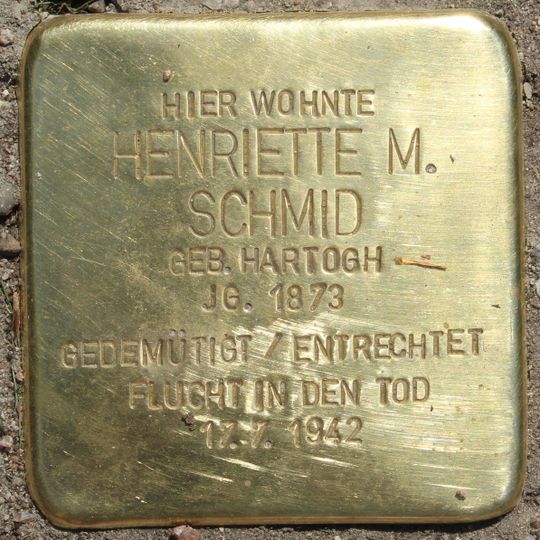 HIER WOHNTE
HENRIETTE M.
SCHMID
GEB. HARTOGH
JG. 1873
GEDEMÜTIGT / ENTRECHTET
FLUCHT IN DEN TOD
17.7. 1942